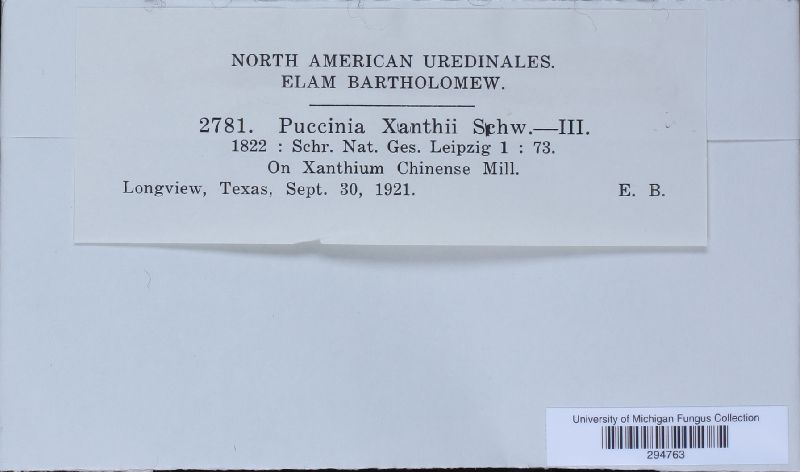 NORTH AMERICAN UREDINALES.
ELAM BARTHOLOMEW.
2781. Puccinia Xanthii Schw.—III.
1822 : Schr. Nat. Ges. Leipzig 1 : 73.
On Xanthium Chinense Mill.
Longview, Texas, Sept. 30, 1921. E. B.
University of Michigan Fungus Collection
294763